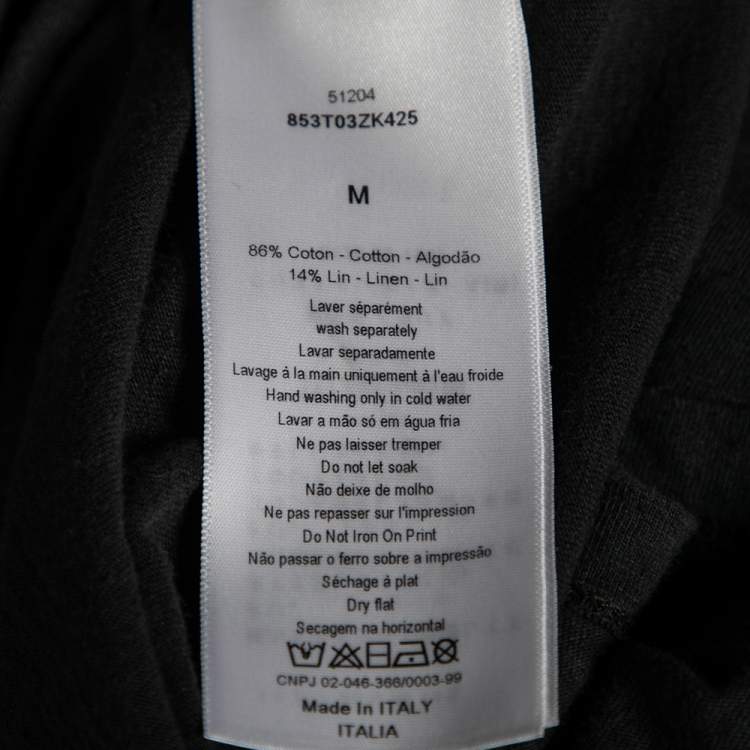 51204
853T03ZK425
M
86% Coton - Cotton - Algodão
14% Lin - Linen - Lin
Laver séparément
wash separately
Lavar separadamente
Lavage à la main uniquement à l'eau froide
Hand washing only in cold water
Lavar a mão só em água fria
Ne pas laisser tremper
Do not let soak
Não deixe de molho
Ne pas repasser sur l'impression
Do Not Iron On Print
Não passar o ferro sobre a impressão
Séchage à plat
Dry flat
Secagem na horizontal
CNPJ 02-046-366/0003-99
Made In ITALY
ITALIA